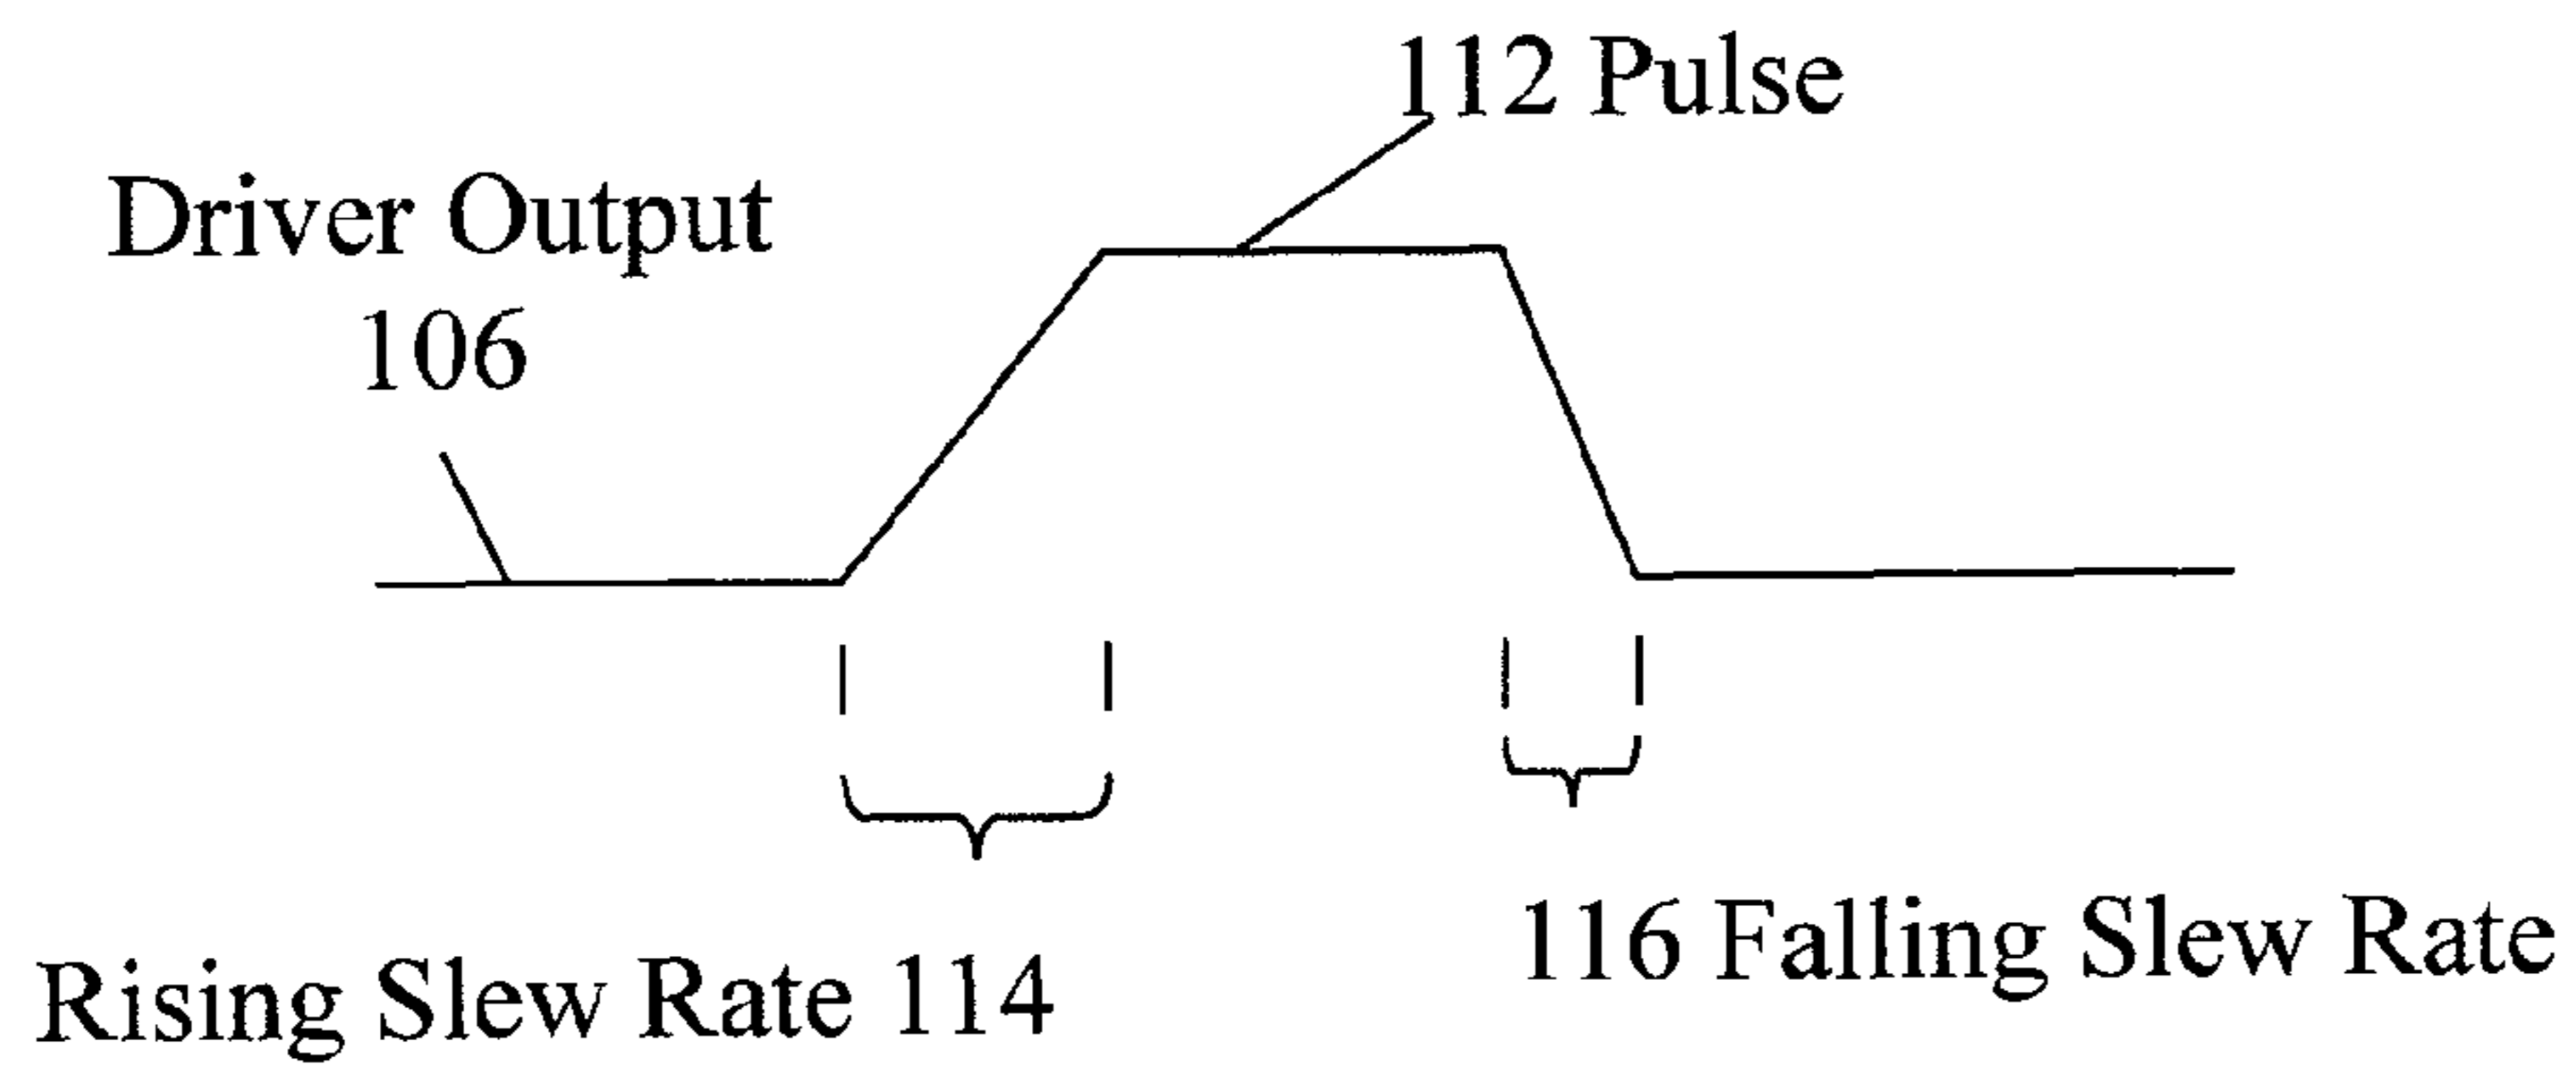 112 Pulse
Driver Output
106
116 Falling Slew Rate
Rising Slew Rate 114